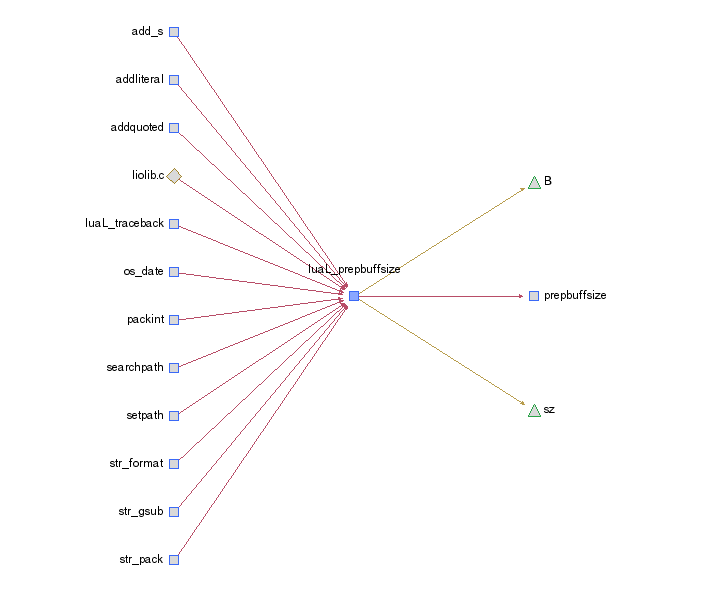 add_s
addliteral
addquoted
liolib.c
luaL_traceback
os_date
packint
searchpath
setpath
str_format
str_gsub
str_pack
luaL_prepbuffsize
B
prepbuffsize
sz